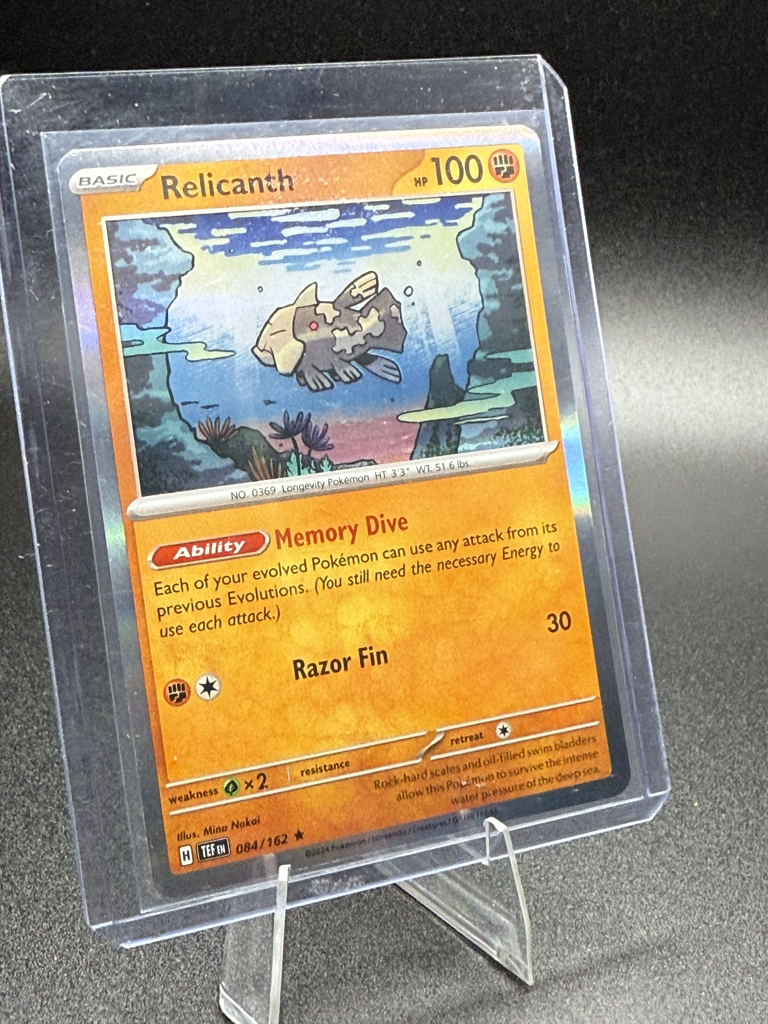 BASIC Relicanth HP 100
NO. 0369 Longevity Pokémon HT: 3'3" WT: 51.6 lbs.
Ability Memory Dive
Each of your evolved Pokémon can use any attack from its
previous Evolutions. (You still need the necessary Energy to
use each attack.)
Razor Fin 30
weakness ×2 resistance retreat
Rock-hard scales and oil-filled swim bladders
allow this Pokémon to survive the intense
water pressure of the deep sea.
Illus. Mina Nakai
H TEF EN 084/162 ★
©2024 Pokémon / Nintendo / Creatures /